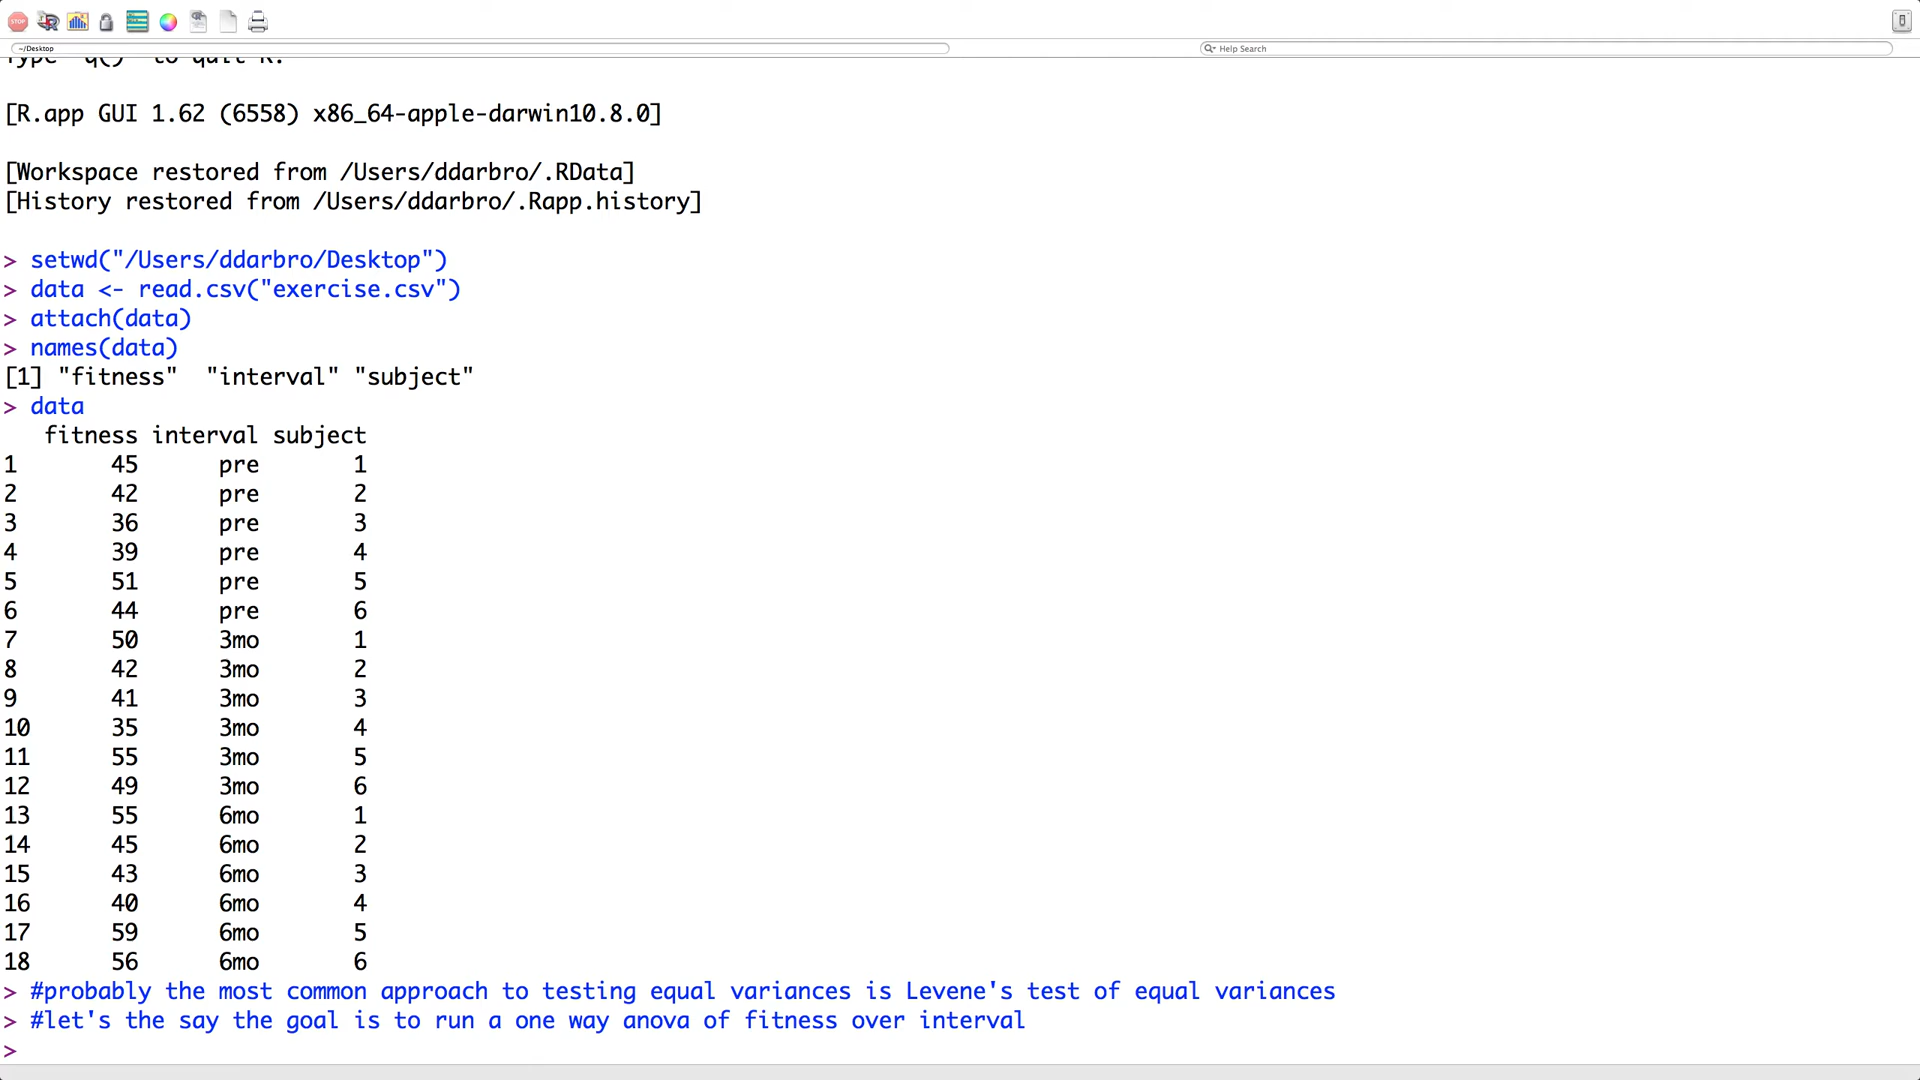 STOP
~/Desktop
Help Search
Type 'q()' to quit R.
[R.app GUI 1.62 (6558) x86_64-apple-darwin10.8.0]
[Workspace restored from /Users/ddarbro/.RData]
[History restored from /Users/ddarbro/.Rapp.history]
> setwd("/Users/ddarbro/Desktop")
> data <- read.csv("exercise.csv")
> attach(data)
> names(data)
[1] "fitness"  "interval" "subject"
> data
   fitness interval subject
1       45      pre       1
2       42      pre       2
3       36      pre       3
4       39      pre       4
5       51      pre       5
6       44      pre       6
7       50      3mo       1
8       42      3mo       2
9       41      3mo       3
10      35      3mo       4
11      55      3mo       5
12      49      3mo       6
13      55      6mo       1
14      45      6mo       2
15      43      6mo       3
16      40      6mo       4
17      59      6mo       5
18      56      6mo       6
> #probably the most common approach to testing equal variances is Levene's test of equal variances
> #let's the say the goal is to run a one way anova of fitness over interval
>